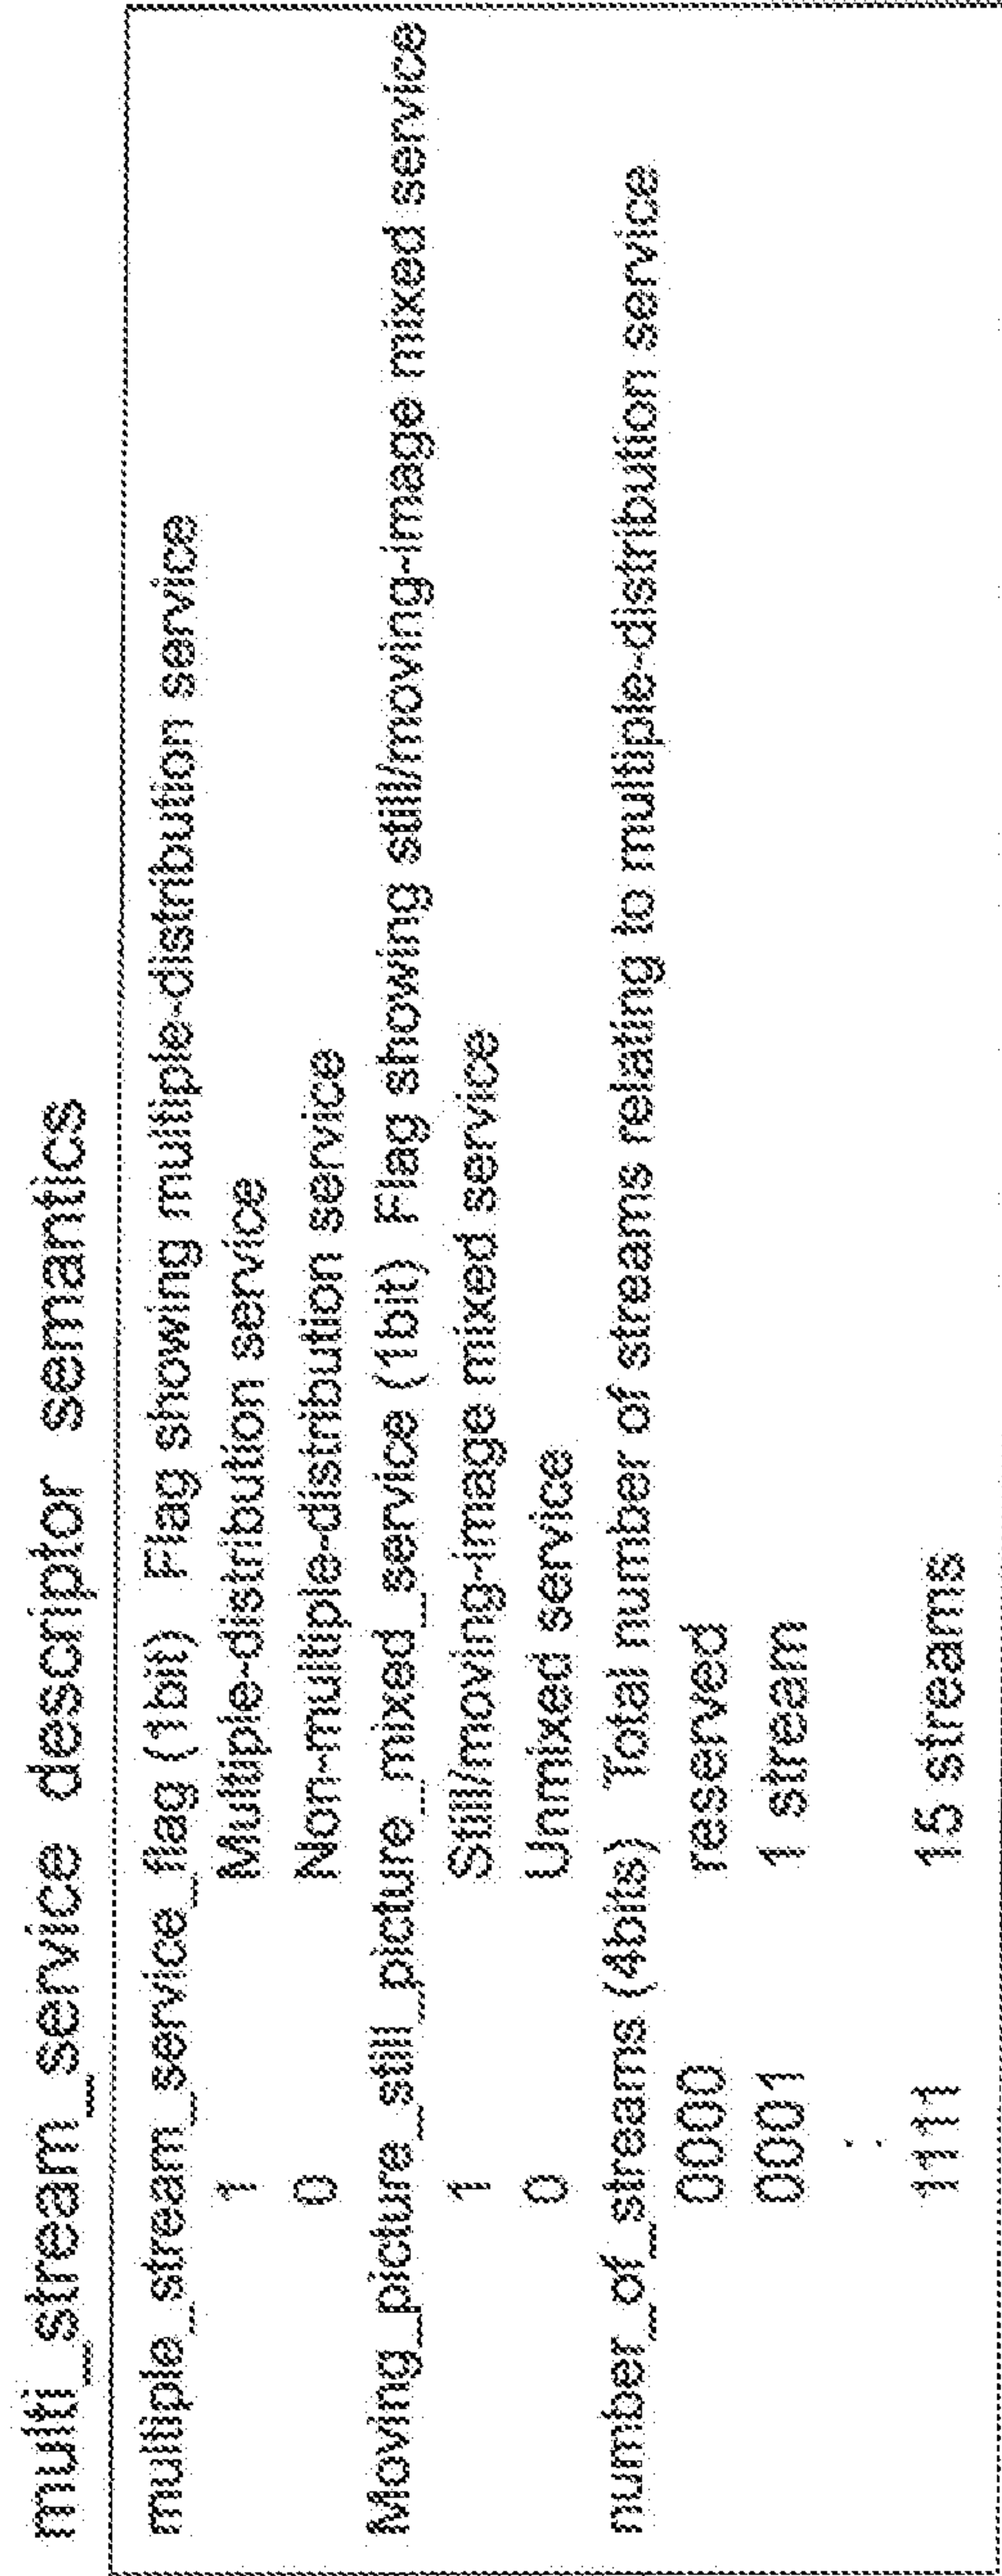 multi_stream_service descriptor semantics
multiple_stream_service_flag (1bit) Flag showing multiple-distribution service
1 Multiple-distribution service
0 Non-multiple-distribution service
Moving_picture_still_picture_mixed_service (1bit) Flag showing still/moving-image mixed service
1 Still/moving-image mixed service
0 Unmixed service
number_of_streams (4bits) Total number of streams relating to multiple-distribution service
0000 reserved
0001 1 stream
:
1111 15 streams